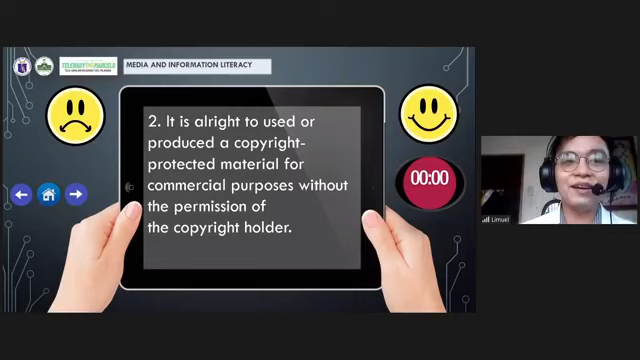 MEDIA AND INFORMATION LITERACY
2. It is alright to used or
produced a copyright-
protected material for
commercial purposes without
the permission of
the copyright holder.
00:00
Limuel